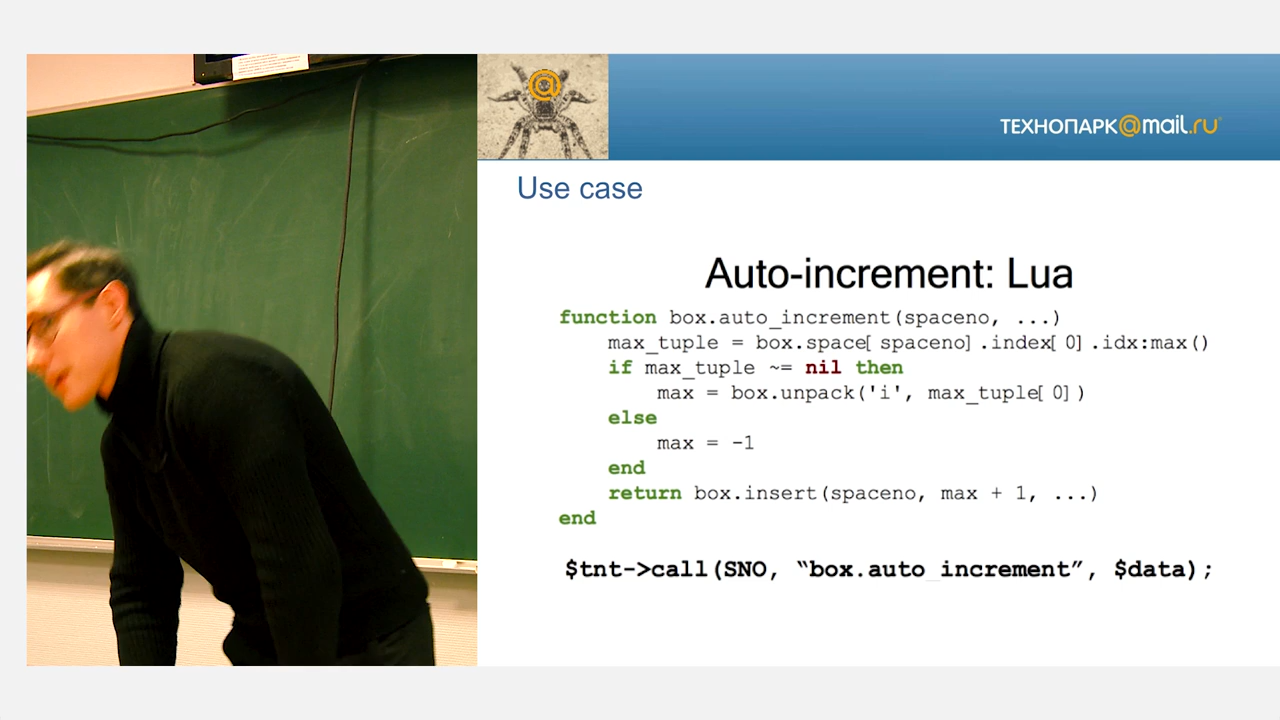 ТЕХНОПАРК@mail.ru
Use case
Auto-increment: Lua
function box.auto_increment(spaceno, ...)
max_tuple = box.space[spaceno].index[0].idx:max()
if max_tuple ~= nil then
max = box.unpack('i', max_tuple[0])
else
max = -1
end
return box.insert(spaceno, max + 1, ...)
end
$tnt->call(SNO, “box.auto_increment”, $data);